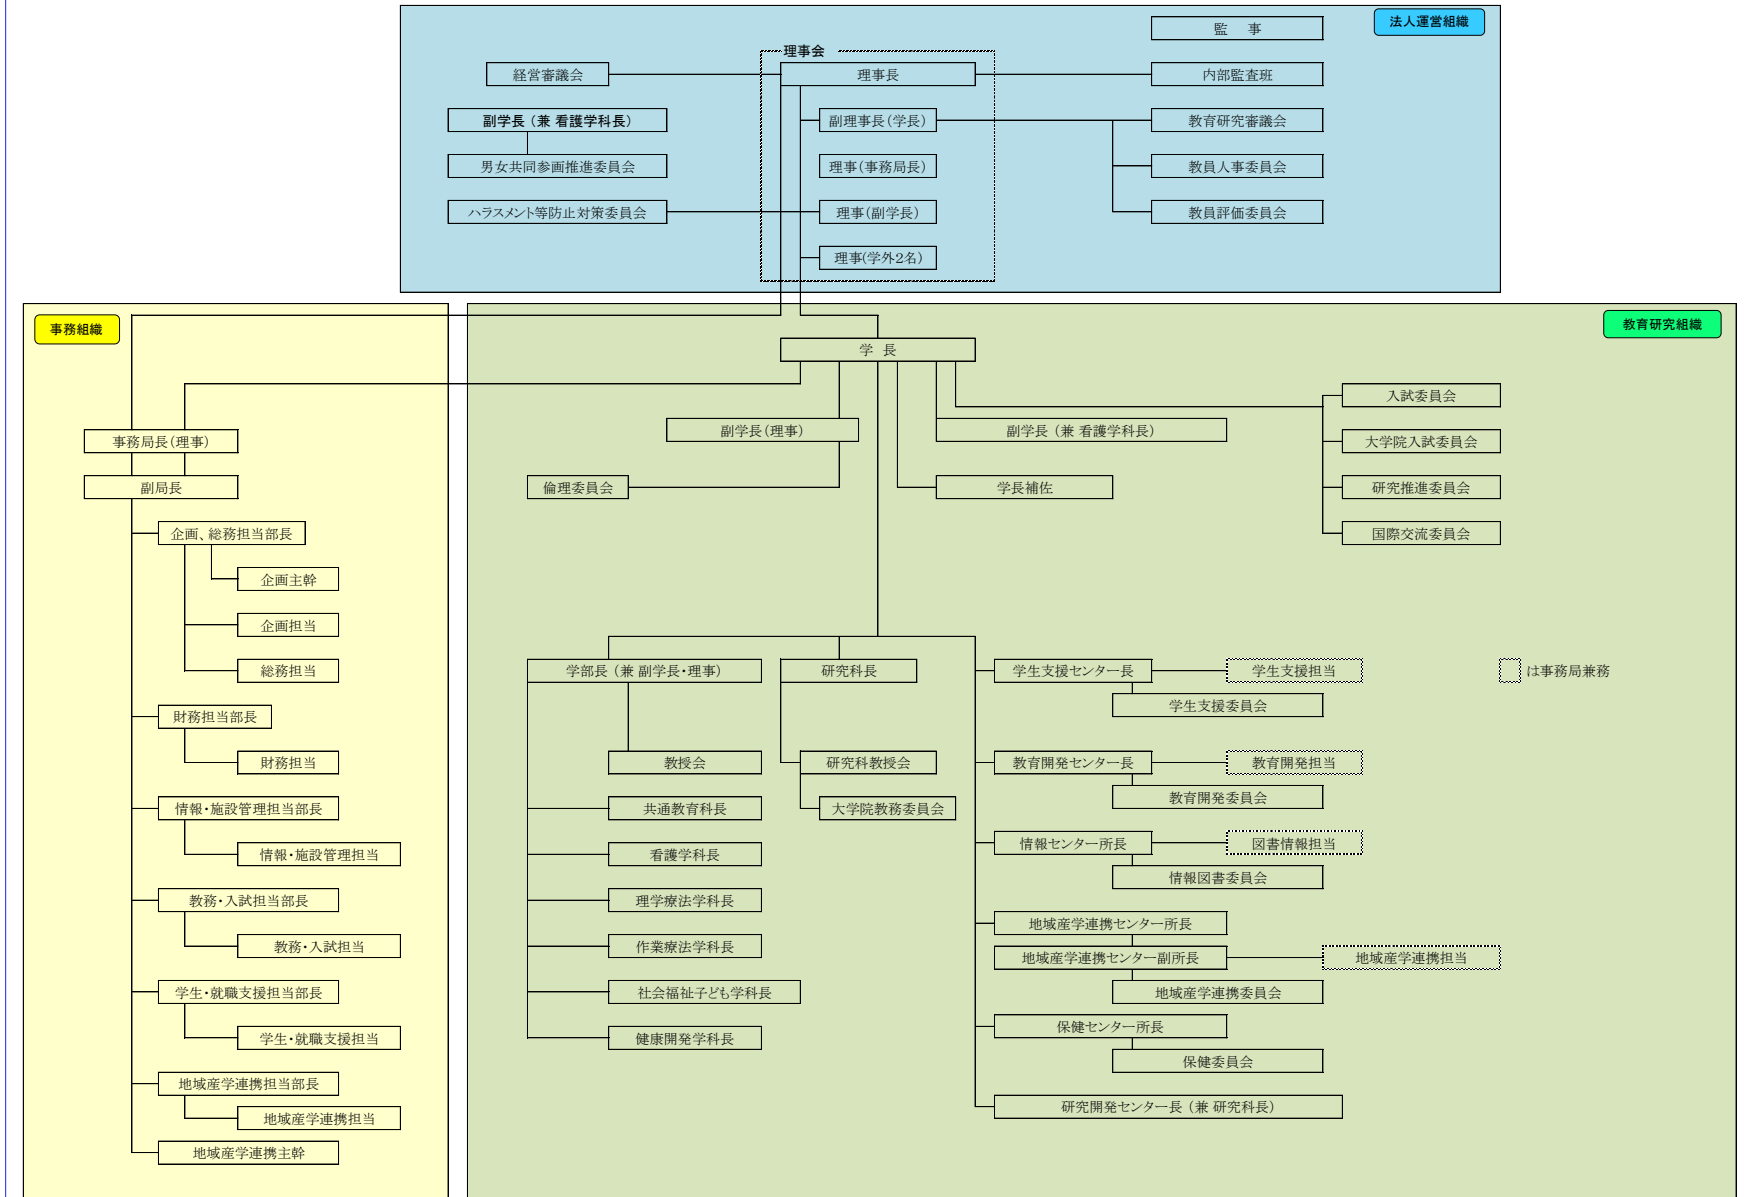 法人運営組織
監　事
理事会
経営審議会
理事長
内部監査班
副学長（兼 看護学科長）
副理事長（学長）
教育研究審議会
男女共同参画推進委員会
理事（事務局長）
教員人事委員会
ハラスメント等防止対策委員会
理事（副学長）
教員評価委員会
理事（学外2名）
事務組織
事務局長（理事）
副局長
企画、総務担当部長
企画主幹
企画担当
総務担当
財務担当部長
財務担当
情報・施設管理担当部長
情報・施設管理担当
教務・入試担当部長
教務・入試担当
学生・就職支援担当部長
学生・就職支援担当
地域産学連携担当部長
地域産学連携担当
地域産学連携主幹
教育研究組織
学 長
入試委員会
副学長（理事）
副学長（兼 看護学科長）
大学院入試委員会
倫理委員会
学長補佐
研究推進委員会
国際交流委員会
学部長（兼 副学長・理事）
教授会
共通教育科長
看護学科長
理学療法学科長
作業療法学科長
社会福祉子ども学科長
健康開発学科長
研究科長
研究科教授会
大学院教務委員会
学生支援センター長
学生支援担当
は事務局兼務
学生支援委員会
教育開発センター長
教育開発担当
教育開発委員会
情報センター所長
図書情報担当
情報図書委員会
地域産学連携センター所長
地域産学連携センター副所長
地域産学連携担当
地域産学連携委員会
保健センター所長
保健委員会
研究開発センター長（兼 研究科長）